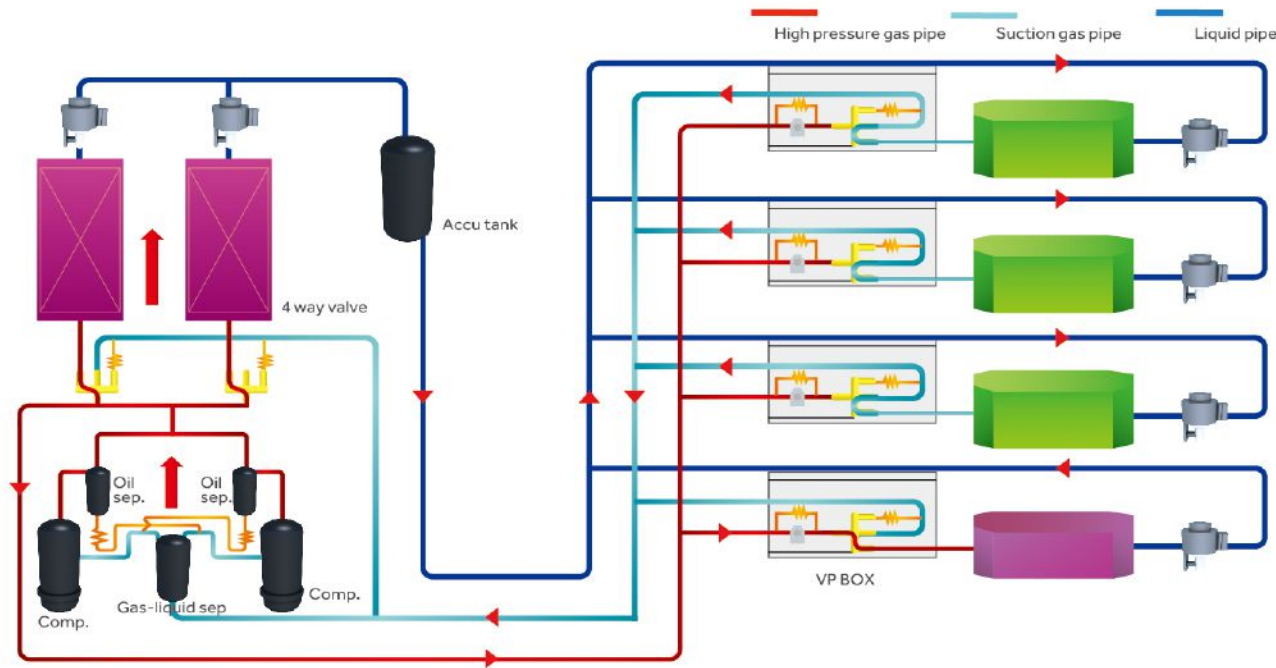 High pressure gas pipe
Suction gas pipe
Liquid pipe
Accu tank
4 way valve
Oil
sep.
Oil
sep.
Comp.
Gas-liquid sep
Comp.
VP BOX